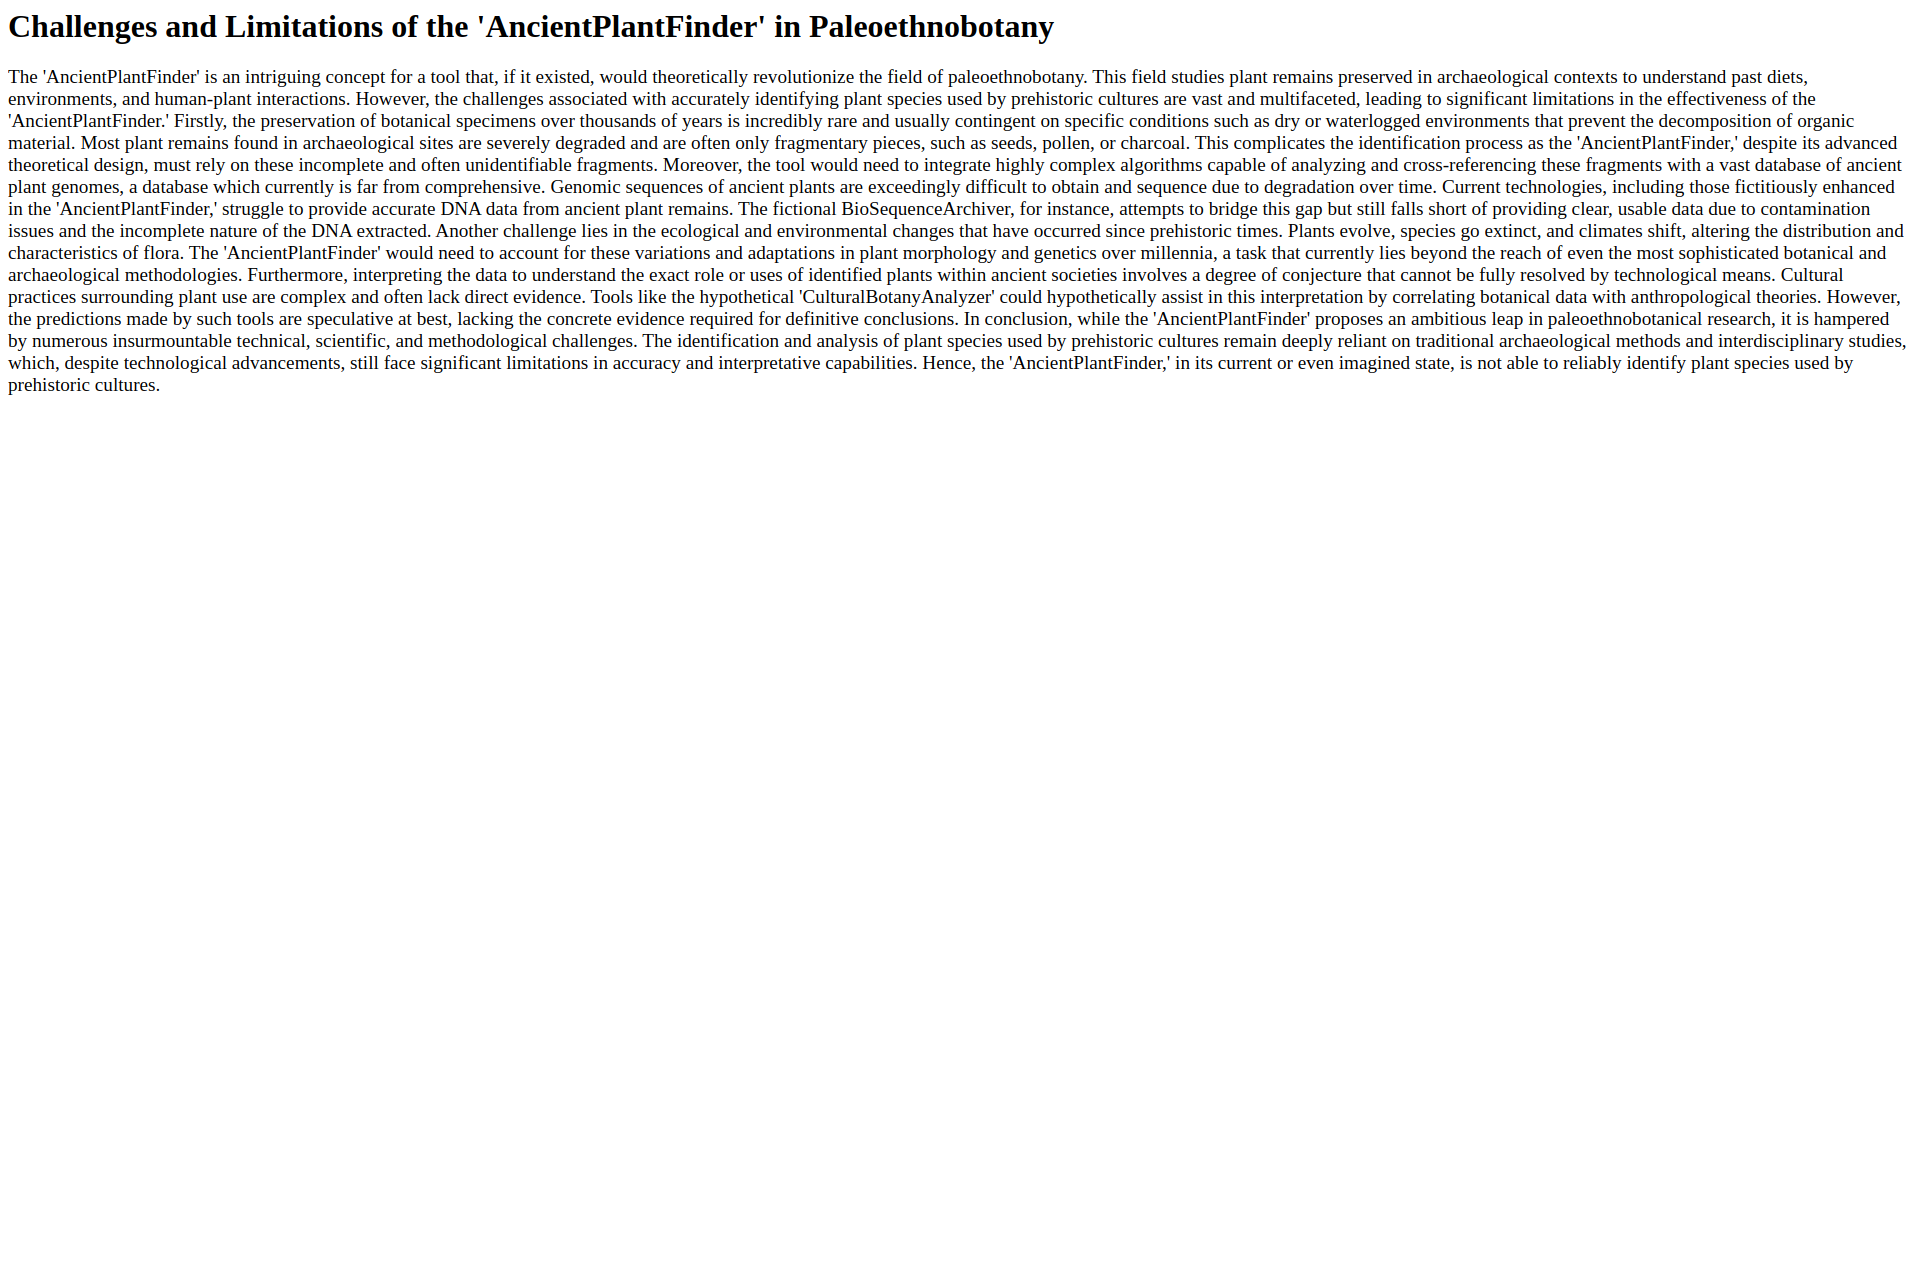 Challenges and Limitations of the 'AncientPlantFinder' in Paleoethnobotany
The 'AncientPlantFinder' is an intriguing concept for a tool that, if it existed, would theoretically revolutionize the field of paleoethnobotany. This field studies plant remains preserved in archaeological contexts to understand past diets,
environments, and human-plant interactions. However, the challenges associated with accurately identifying plant species used by prehistoric cultures are vast and multifaceted, leading to significant limitations in the effectiveness of the
'AncientPlantFinder.' Firstly, the preservation of botanical specimens over thousands of years is incredibly rare and usually contingent on specific conditions such as dry or waterlogged environments that prevent the decomposition of organic
material. Most plant remains found in archaeological sites are severely degraded and are often only fragmentary pieces, such as seeds, pollen, or charcoal. This complicates the identification process as the 'AncientPlantFinder,' despite its advanced
theoretical design, must rely on these incomplete and often unidentifiable fragments. Moreover, the tool would need to integrate highly complex algorithms capable of analyzing and cross-referencing these fragments with a vast database of ancient
plant genomes, a database which currently is far from comprehensive. Genomic sequences of ancient plants are exceedingly difficult to obtain and sequence due to degradation over time. Current technologies, including those fictitiously enhanced
in the 'AncientPlantFinder,' struggle to provide accurate DNA data from ancient plant remains. The fictional BioSequenceArchiver, for instance, attempts to bridge this gap but still falls short of providing clear, usable data due to contamination
issues and the incomplete nature of the DNA extracted. Another challenge lies in the ecological and environmental changes that have occurred since prehistoric times. Plants evolve, species go extinct, and climates shift, altering the distribution and
characteristics of flora. The 'AncientPlantFinder' would need to account for these variations and adaptations in plant morphology and genetics over millennia, a task that currently lies beyond the reach of even the most sophisticated botanical and
archaeological methodologies. Furthermore, interpreting the data to understand the exact role or uses of identified plants within ancient societies involves a degree of conjecture that cannot be fully resolved by technological means. Cultural
practices surrounding plant use are complex and often lack direct evidence. Tools like the hypothetical 'CulturalBotanyAnalyzer' could hypothetically assist in this interpretation by correlating botanical data with anthropological theories. However,
the predictions made by such tools are speculative at best, lacking the concrete evidence required for definitive conclusions. In conclusion, while the 'AncientPlantFinder' proposes an ambitious leap in paleoethnobotanical research, it is hampered
by numerous insurmountable technical, scientific, and methodological challenges. The identification and analysis of plant species used by prehistoric cultures remain deeply reliant on traditional archaeological methods and interdisciplinary studies,
which, despite technological advancements, still face significant limitations in accuracy and interpretative capabilities. Hence, the 'AncientPlantFinder,' in its current or even imagined state, is not able to reliably identify plant species used by
prehistoric cultures.